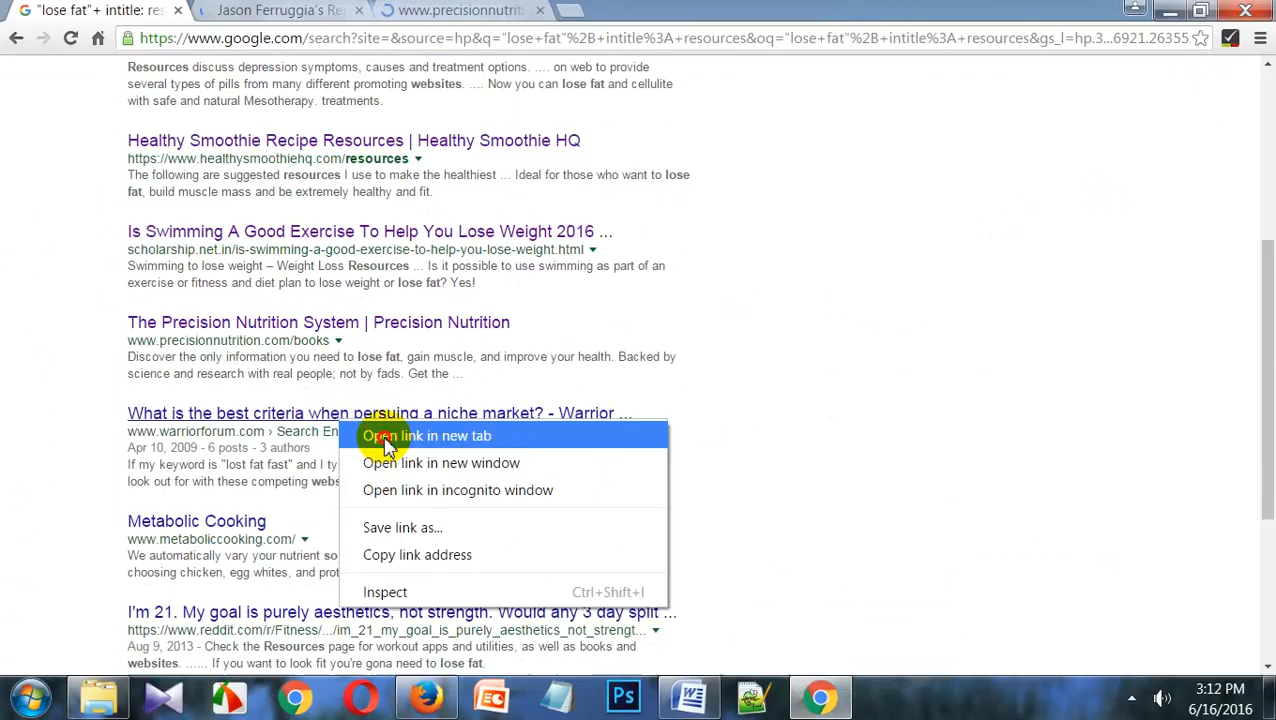 "lose fat"+ intitle: res
Jason Ferruggia's Re
www.precisionnutriti
https://www.google.com/search?site=&source=hp&q="lose+fat"%2B+intitle%3A+resources&oq="lose+fat"%2B+intitle%3A+resources&gs_l=hp.3...6921.26355
Resources discuss depression symptoms, causes and treatment options. .... on web to provide
several types of pills from many different promoting websites. .... Now you can lose fat and cellulite
with safe and natural Mesotherapy. treatments.
Healthy Smoothie Recipe Resources | Healthy Smoothie HQ
https://www.healthysmoothiehq.com/resources
The following are suggested resources I use to make the healthiest ... Ideal for those who want to lose
fat, build muscle mass and be extremely healthy and fit.
Is Swimming A Good Exercise To Help You Lose Weight 2016 ...
scholarship.net.in/is-swimming-a-good-exercise-to-help-you-lose-weight.html
Swimming to lose weight – Weight Loss Resources ... Is it possible to use swimming as part of an
exercise or fitness and diet plan to lose weight or lose fat? Yes!
The Precision Nutrition System | Precision Nutrition
www.precisionnutrition.com/books
Discover the only information you need to lose fat, gain muscle, and improve your health. Backed by
science and research with real people; not by fads. Get the ...
What is the best criteria when persuing a niche market? - Warrior ...
www.warriorforum.com › Search En
Apr 10, 2009 - 6 posts - 3 authors
If my keyword is "lost fat fast" and I ty
look out for with these competing webs
Open link in new tab
Open link in new window
Open link in incognito window
Save link as...
Copy link address
Inspect Ctrl+Shift+I
Metabolic Cooking
www.metaboliccooking.com/
We automatically vary your nutrient so
choosing chicken, egg whites, and prot
I'm 21. My goal is purely aesthetics, not strength. Would any 3 day split ...
https://www.reddit.com/r/Fitness/.../im_21_my_goal_is_purely_aesthetics_not_strengt...
Aug 9, 2013 - Check the Resources page for workout apps and utilities, as well as books and
websites. ...... If you want to look fit you're gona need to lose fat.
3:12 PM
6/16/2016